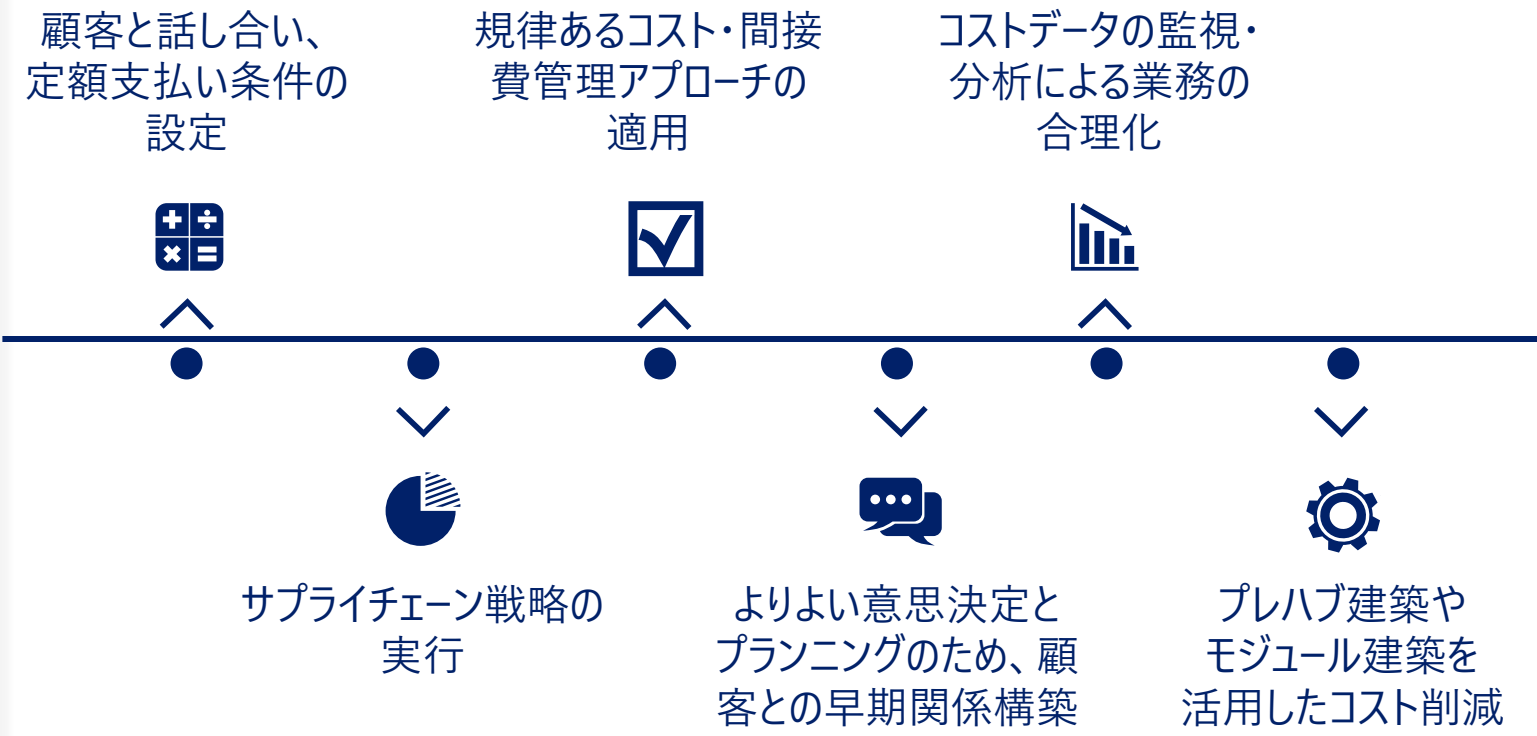 顧客と話し合い、
定額支払い条件の
設定
規律あるコスト・間接
費管理アプローチの
適用
コストデータの監視・
分析による業務の
合理化
サプライチェーン戦略の
実行
よりよい意思決定と
プランニングのため、顧
客との早期関係構築
プレハブ建築や
モジュール建築を
活用したコスト削減